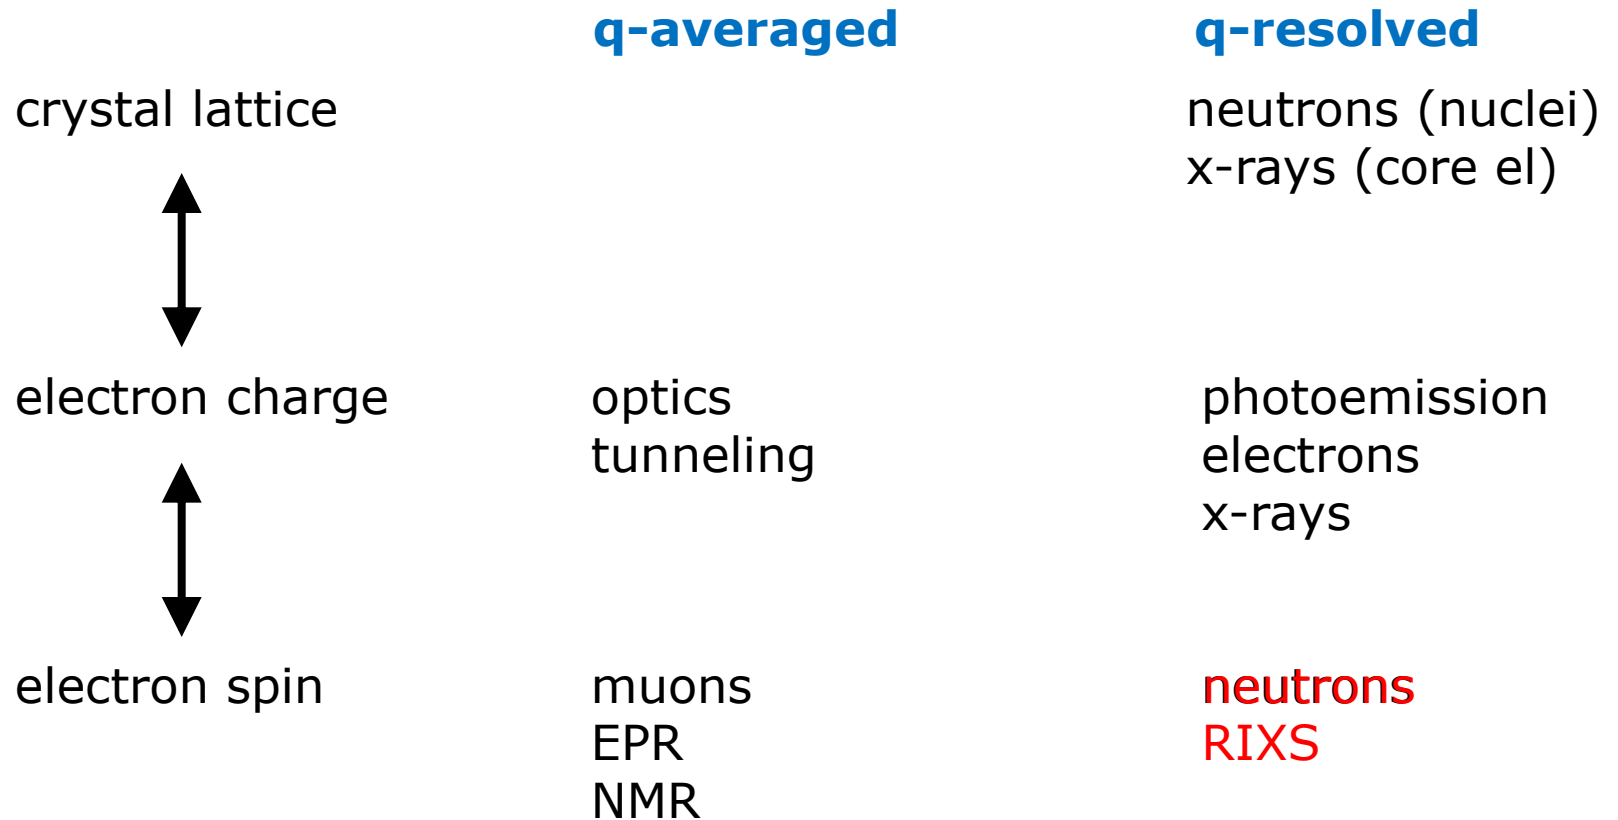 q-averaged q-resolved
crystal lattice neutrons (nuclei)
x-rays (core el)
electron charge optics photoemission
tunneling electrons
x-rays
electron spin muons neutrons
EPR RIXS
NMR